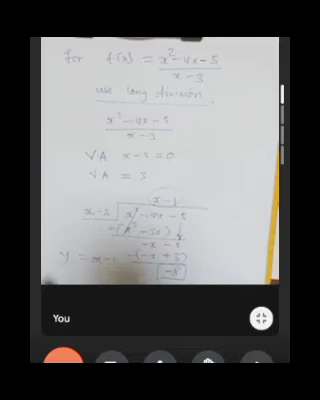 for f(x) = x²-4x-5
x-3
use long division.
x²-4x-5
x-3
VA x-3=0
VA = 3
x-1
x-3 x²-4x-5
-(x²-3x)
-x-5
y = x-1 -(-x+3)
-8
You